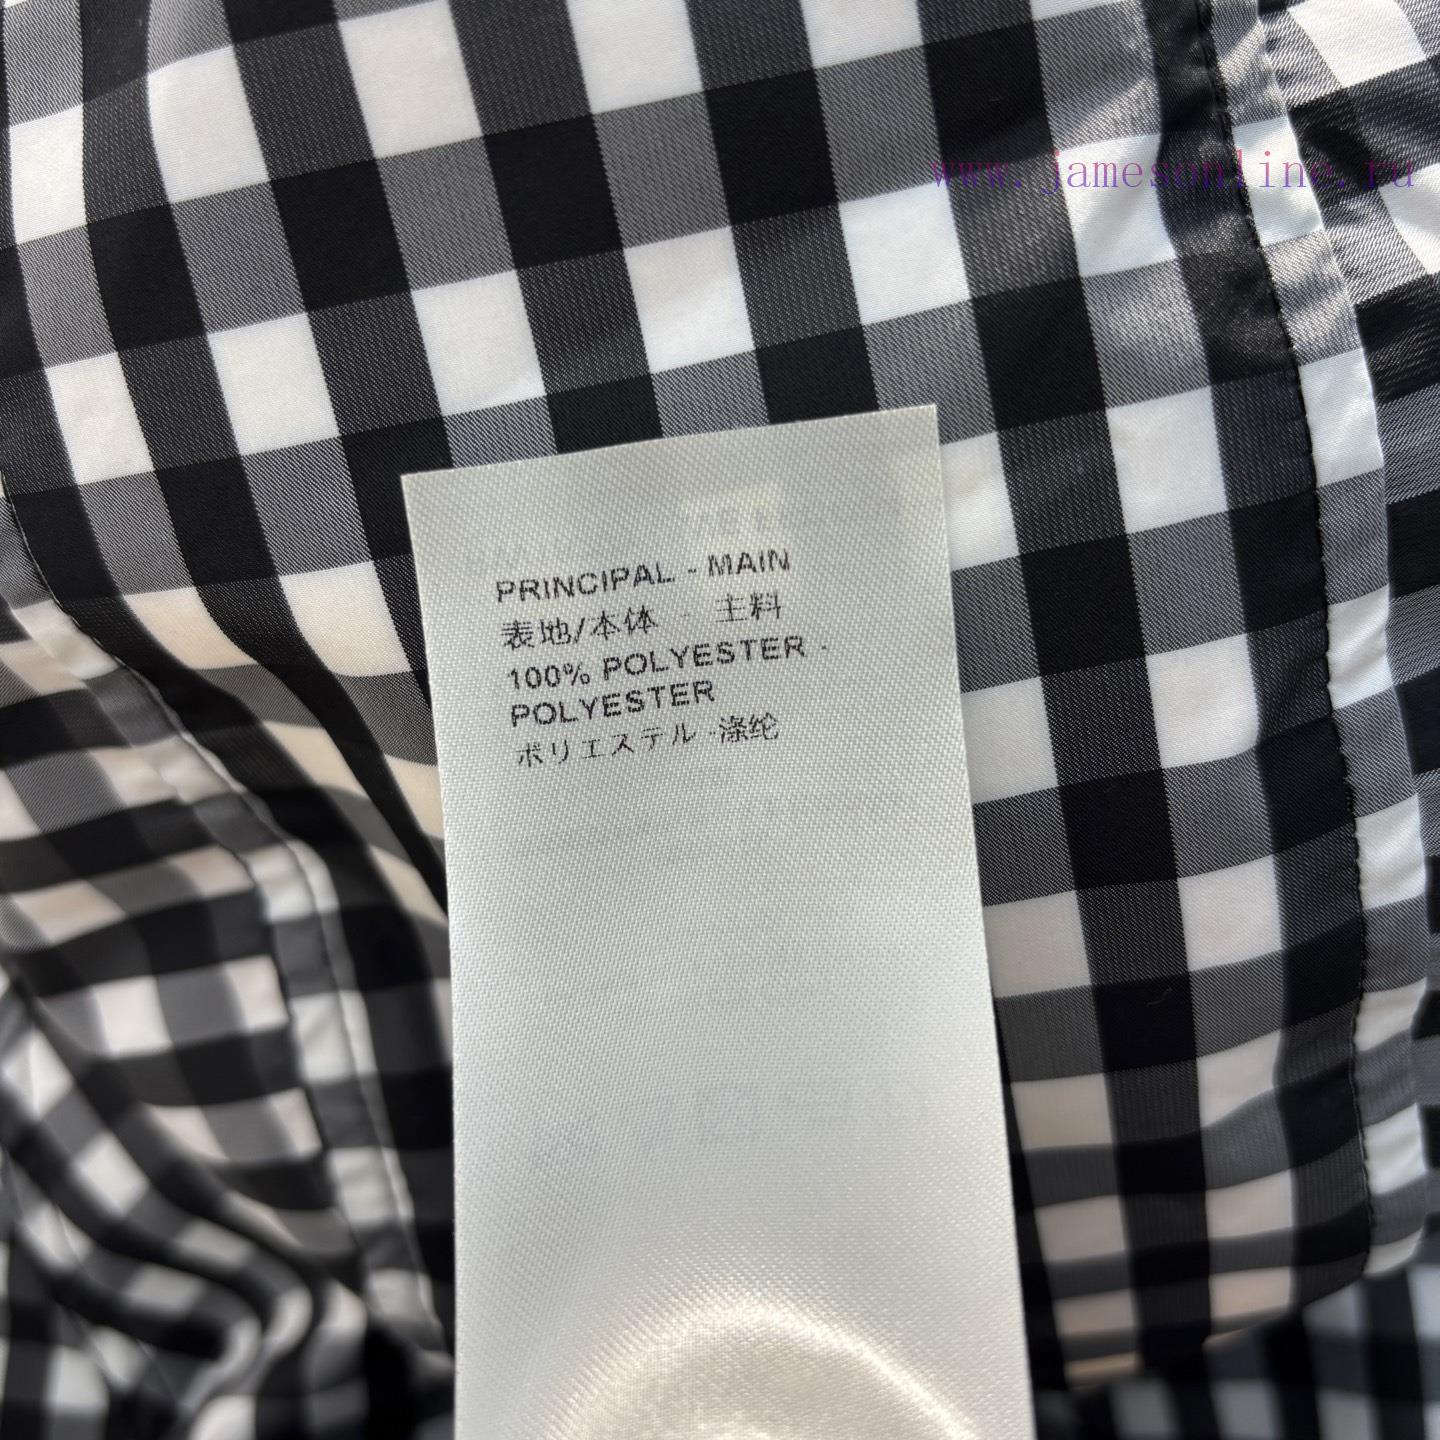 www.jamesonline.ru
PRINCIPAL - MAIN
表地/本体 - 主料
100% POLYESTER -
POLYESTER
ポリエステル -涤纶